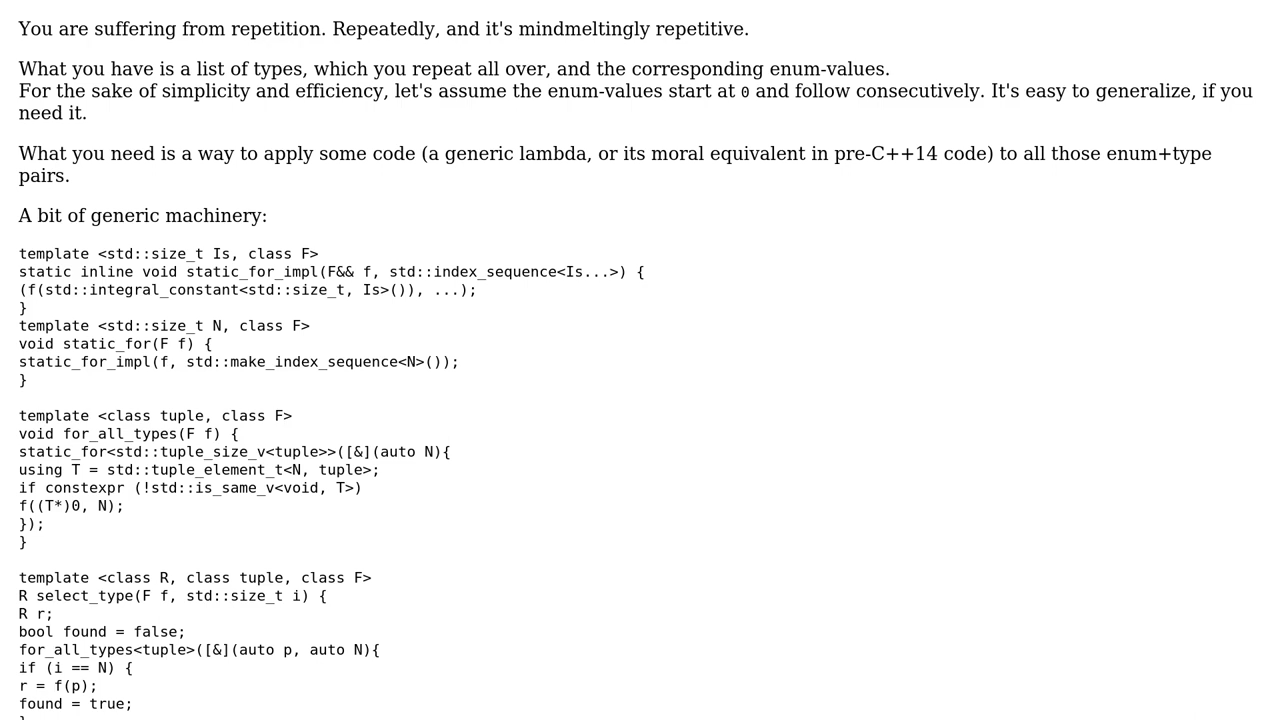 You are suffering from repetition. Repeatedly, and it's mindmeltingly repetitive.
What you have is a list of types, which you repeat all over, and the corresponding enum-values.
For the sake of simplicity and efficiency, let's assume the enum-values start at 0 and follow consecutively. It's easy to generalize, if you
need it.
What you need is a way to apply some code (a generic lambda, or its moral equivalent in pre-C++14 code) to all those enum+type
pairs.
A bit of generic machinery:
template <std::size_t Is, class F>
static inline void static_for_impl(F&& f, std::index_sequence<Is...>) {
(f(std::integral_constant<std::size_t, Is>()), ...);
}
template <std::size_t N, class F>
void static_for(F f) {
static_for_impl(f, std::make_index_sequence<N>());
}
template <class tuple, class F>
void for_all_types(F f) {
static_for<std::tuple_size_v<tuple>>([&](auto N){
using T = std::tuple_element_t<N, tuple>;
if constexpr (!std::is_same_v<void, T>)
f((T*)0, N);
});
}
template <class R, class tuple, class F>
R select_type(F f, std::size_t i) {
R r;
bool found = false;
for_all_types<tuple>([&](auto p, auto N){
if (i == N) {
r = f(p);
found = true;
}